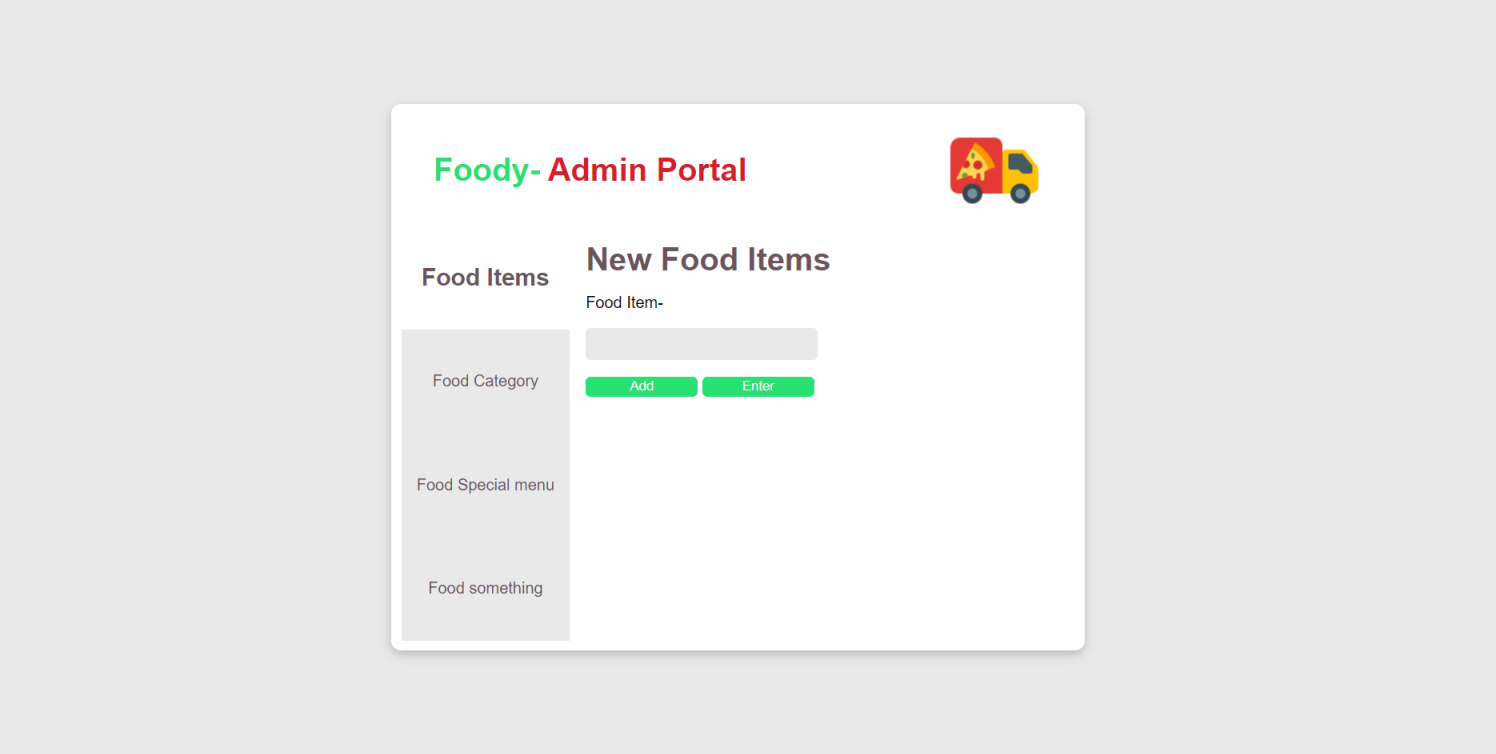 Foody- Admin Portal
Food Items
Food Category
Food Special menu
Food something
New Food Items
Food Item-
Add Enter